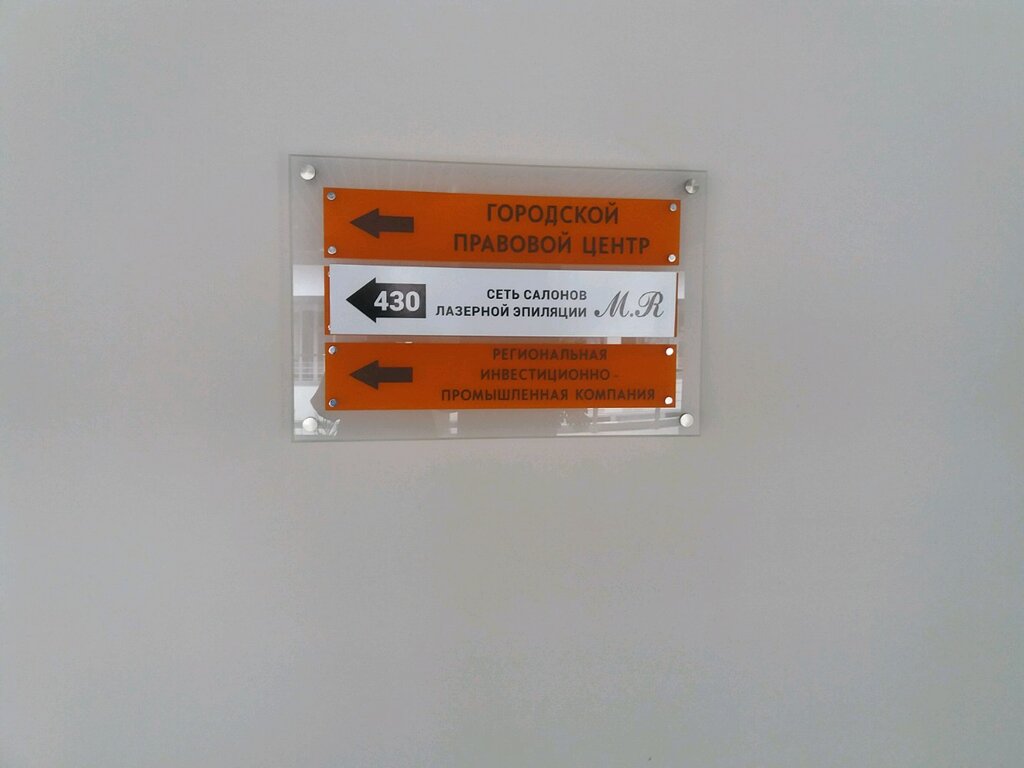 ГОРОДСКОЙ
ПРАВОВОЙ ЦЕНТР
430
СЕТЬ САЛОНОВ
ЛАЗЕРНОЙ ЭПИЛЯЦИИ
M.R
РЕГИОНАЛЬНАЯ
ИНВЕСТИЦИОННО-
ПРОМЫШЛЕННАЯ КОМПАНИЯ